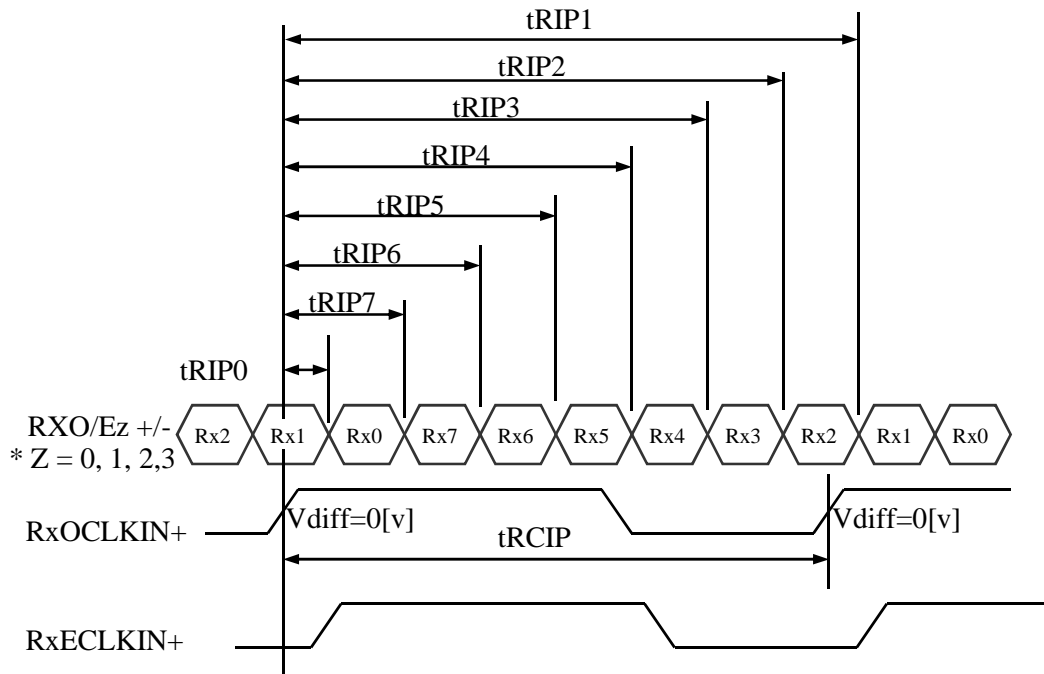 tRIP1
tRIP2
tRIP3
tRIP4
tRIP5
tRIP6
tRIP7
tRIP0
RXO/Ez +/-
* Z = 0, 1, 2,3
Rx2 Rx1 Rx0 Rx7 Rx6 Rx5 Rx4 Rx3 Rx2 Rx1 Rx0
RxOCLKIN+
Vdiff=0[v] Vdiff=0[v]
tRCIP
RxECLKIN+